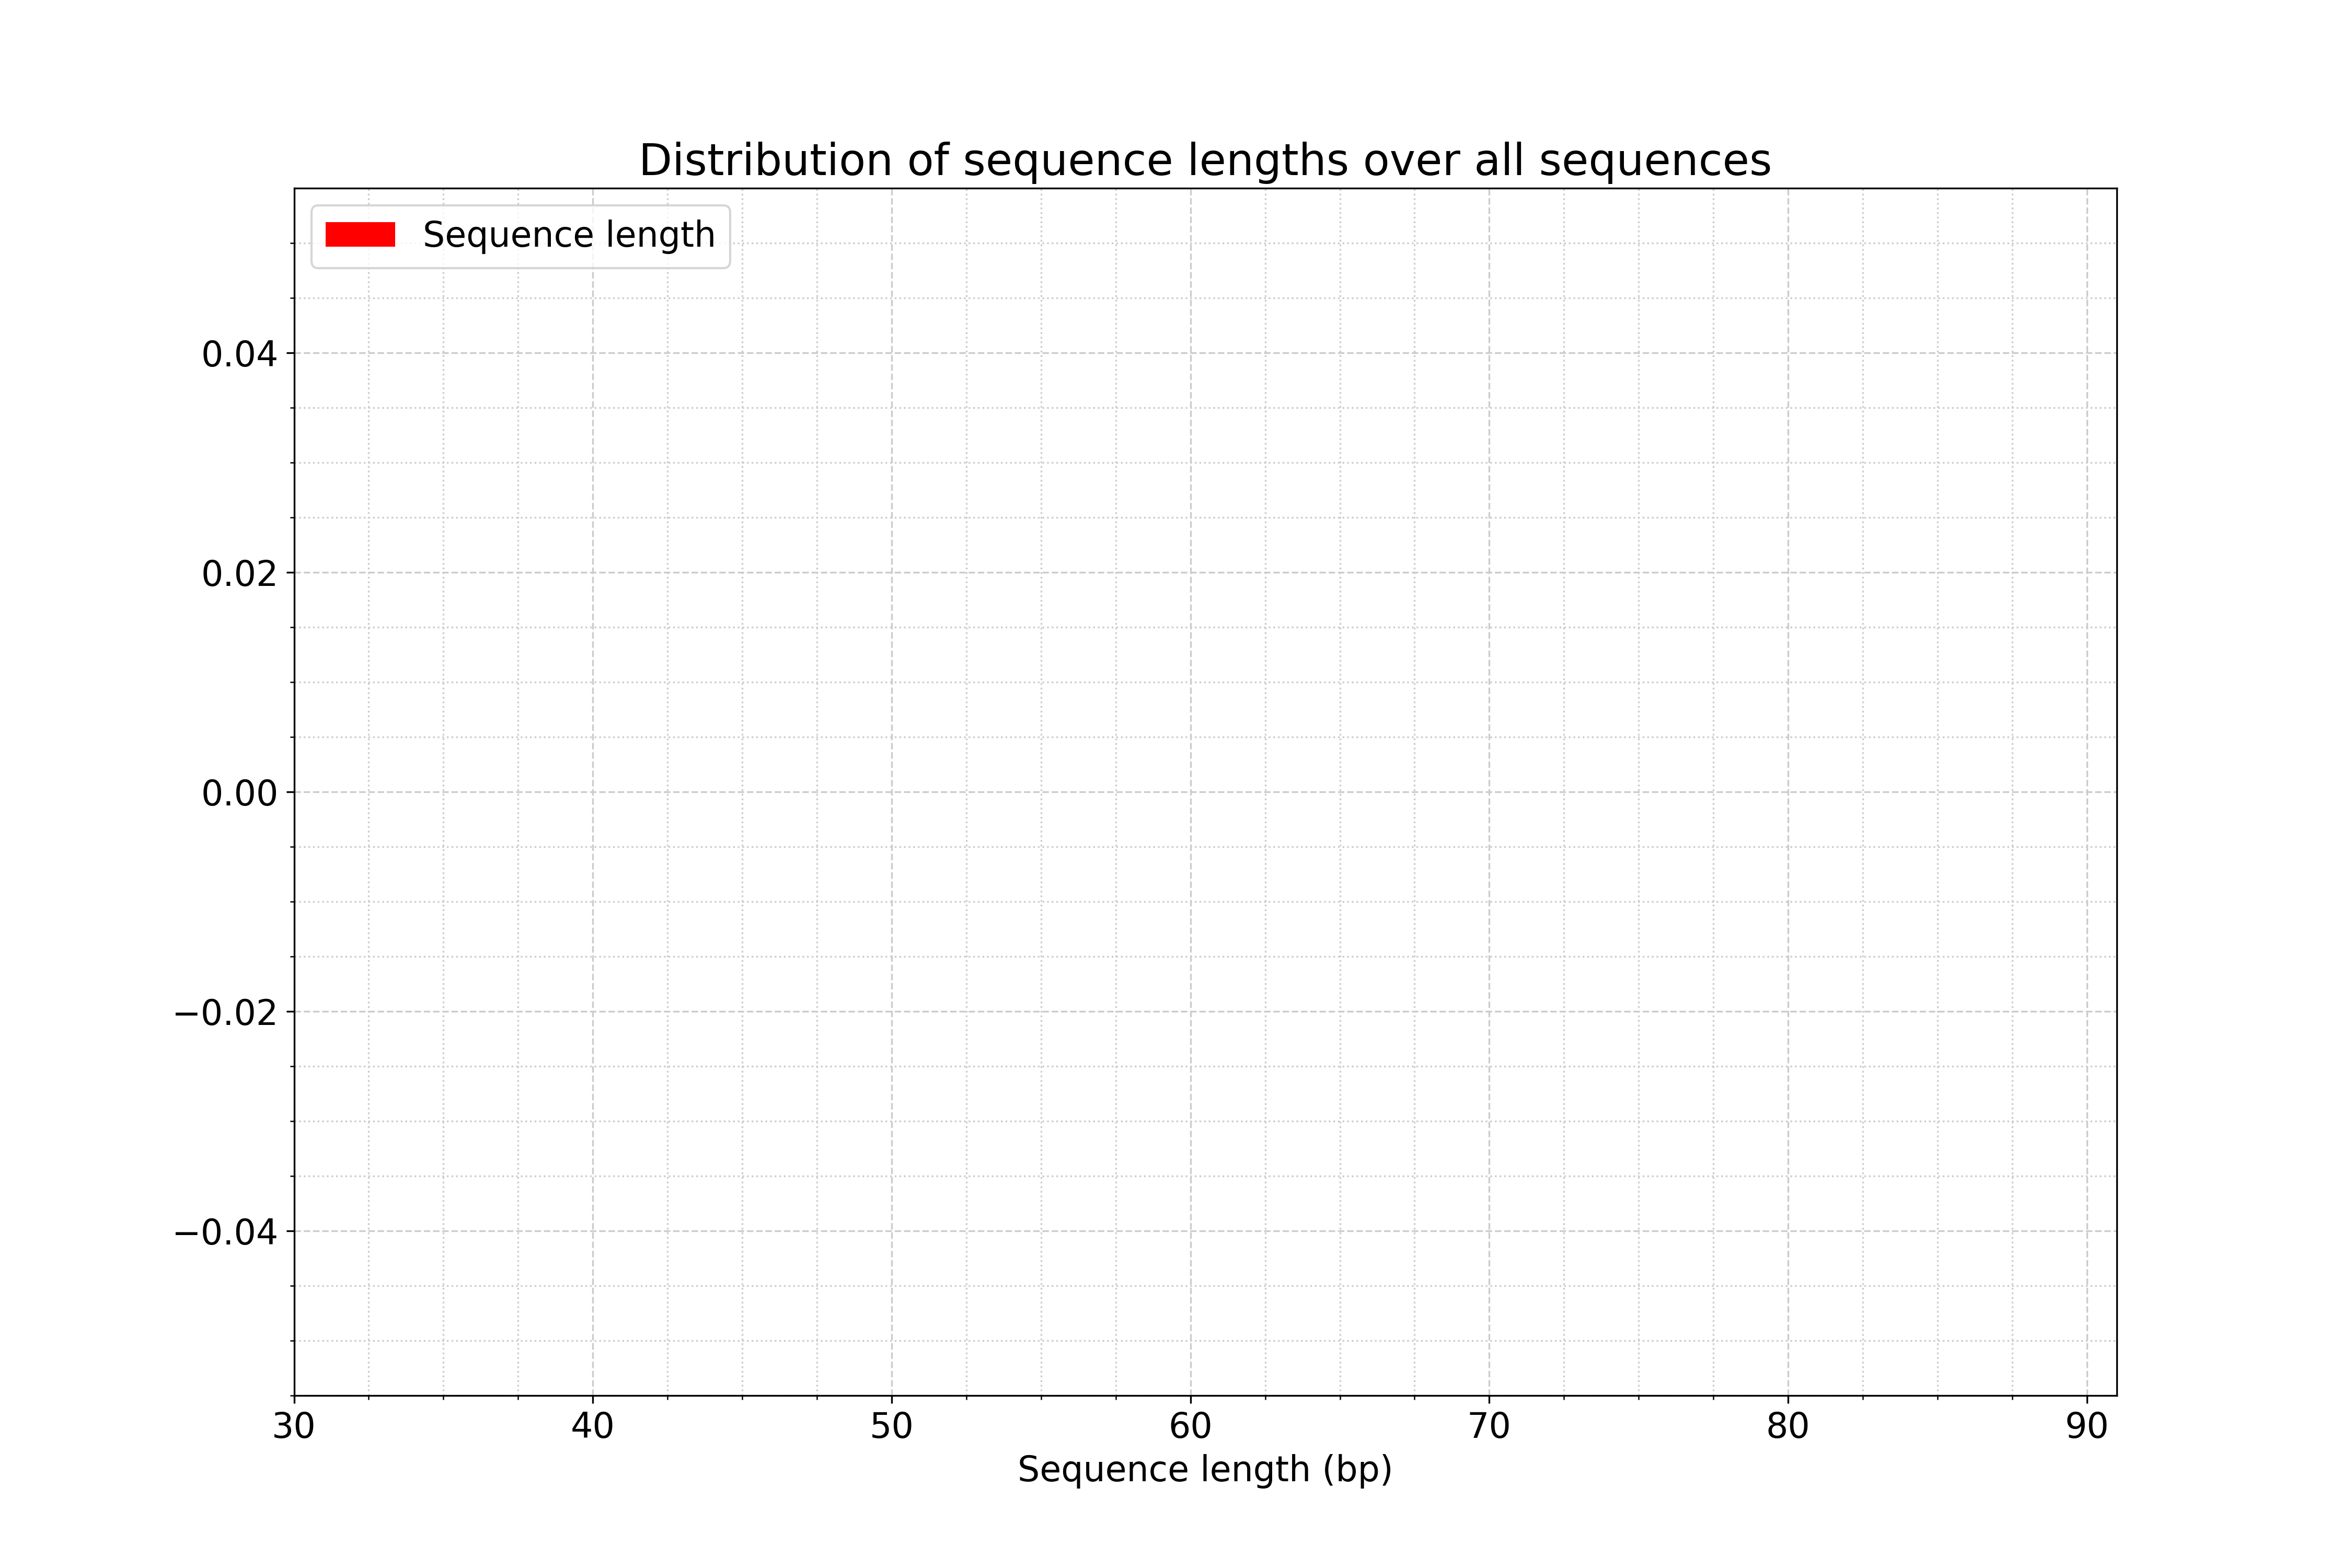 Distribution of sequence lengths over all sequences
Sequence length
0.04
0.02
0.00
−0.02
−0.04
30 40 50 60 70 80 90
Sequence length (bp)